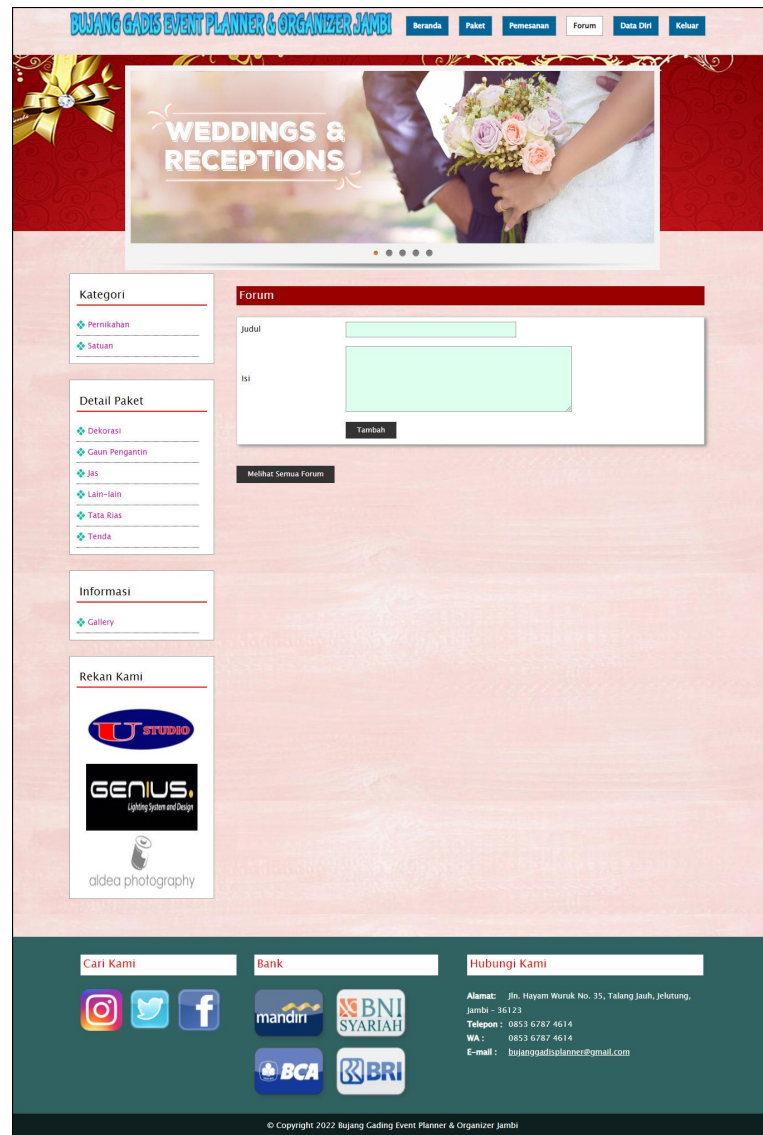 BUJANG GADIS EVENT PLANNER & ORGANIZER JAMBI
Beranda
Paket
Pemesanan
Forum
Data Diri
Keluar
WEDDINGS &
RECEPTIONS
Kategori
Pernikahan
Satuan
Detail Paket
Dekorasi
Gaun Pengantin
Jas
Lain-lain
Tata Rias
Tenda
Informasi
Gallery
Rekan Kami
U STUDIO
GENIUS.
Lighting System and Design
aldea photography
Forum
Judul
Isi
Tambah
Melihat Semua Forum
Cari Kami
Bank
mandiri
BNI
SYARIAH
BCA
BRI
Hubungi Kami
Alamat: Jln. Hayam Wuruk No. 35, Talang Jauh, Jelutung,
Jambi - 36123
Telepon : 0853 6787 4614
WA : 0853 6787 4614
E-mail : bujanggadisplanner@gmail.com
© Copyright 2022 Bujang Gading Event Planner & Organizer Jambi